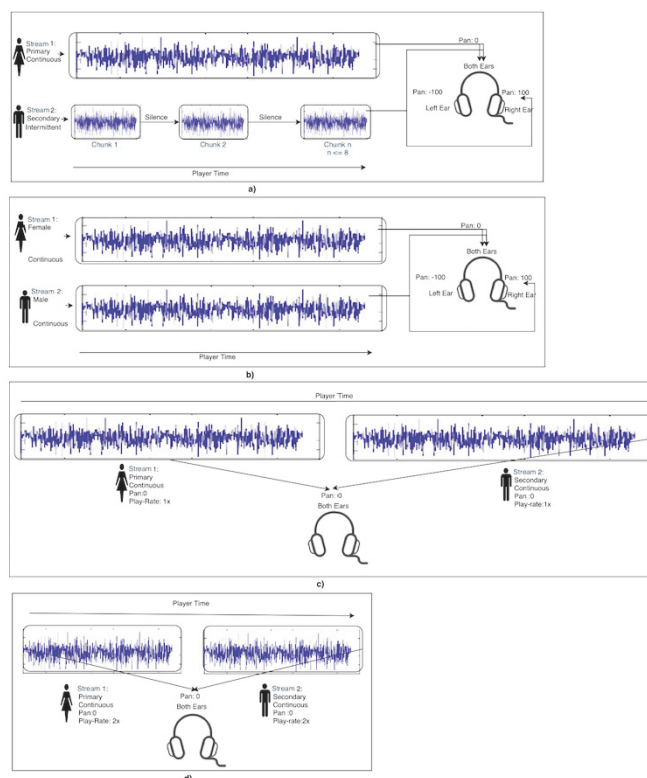 Stream 1:
Primary
Continuous
Pan: 0
Both Ears
Pan: -100
Pan: 100
Left Ear
Right Ear
Stream 2:
Secondary
Intermittent
Silence
Silence
Chunk 1
Chunk 2
Chunk n
n <= 8
Player Time
a)
Stream 1:
Female
Continuous
Pan: 0
Both Ears
Pan: -100
Pan: 100
Left Ear
Right Ear
Stream 2:
Male
Continuous
Player Time
b)
Player Time
Stream 1:
Primary
Continuous
Pan:0
Play-Rate: 1x
Pan: 0
Both Ears
Stream 2:
Secondary
Continuous
Pan :0
Play-rate:1x
c)
Player Time
Stream 1:
Primary
Continuous
Pan:0
Play-Rate: 2x
Pan: 0
Both Ears
Stream 2:
Secondary
Continuous
Pan :0
Play-rate:2x
d)